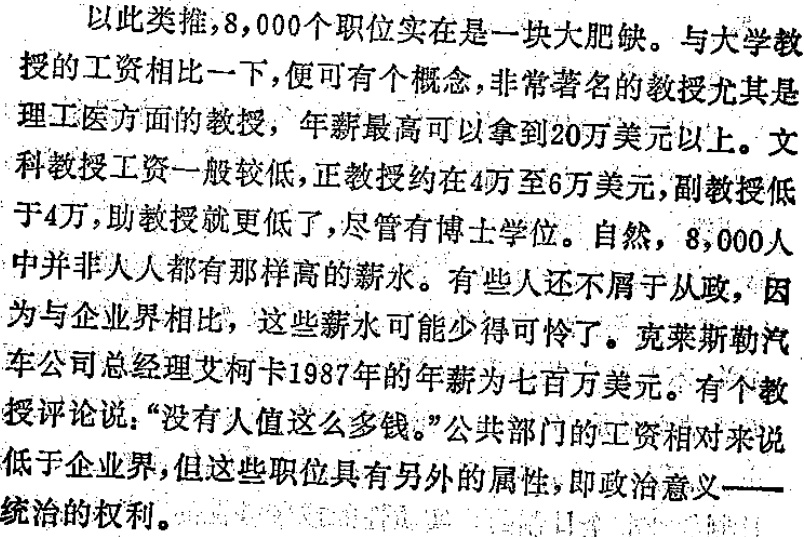 以此类推,8,000个职位实在是一块大肥缺。与大学教
授的工资相比一下,便可有个概念,非常著名的教授尤其是
理工医方面的教授，年薪最高可以拿到20万美元以上。文
科教授工资一般较低,正教授约在4万至6万美元,副教授低
于4万,助教授就更低了,尽管有博士学位。自然，8,000人
中并非人人都有那样高的薪水。有些人还不屑于从政，因
为与企业界相比，这些薪水可能少得可怜了。克莱斯勒汽
车公司总经理艾柯卡1987年的年薪为七百万美元。有个教
授评论说：“没有人值这么多钱。”公共部门的工资相对来说
低于企业界,但这些职位具有另外的属性,即政治意义——
统治的权利。